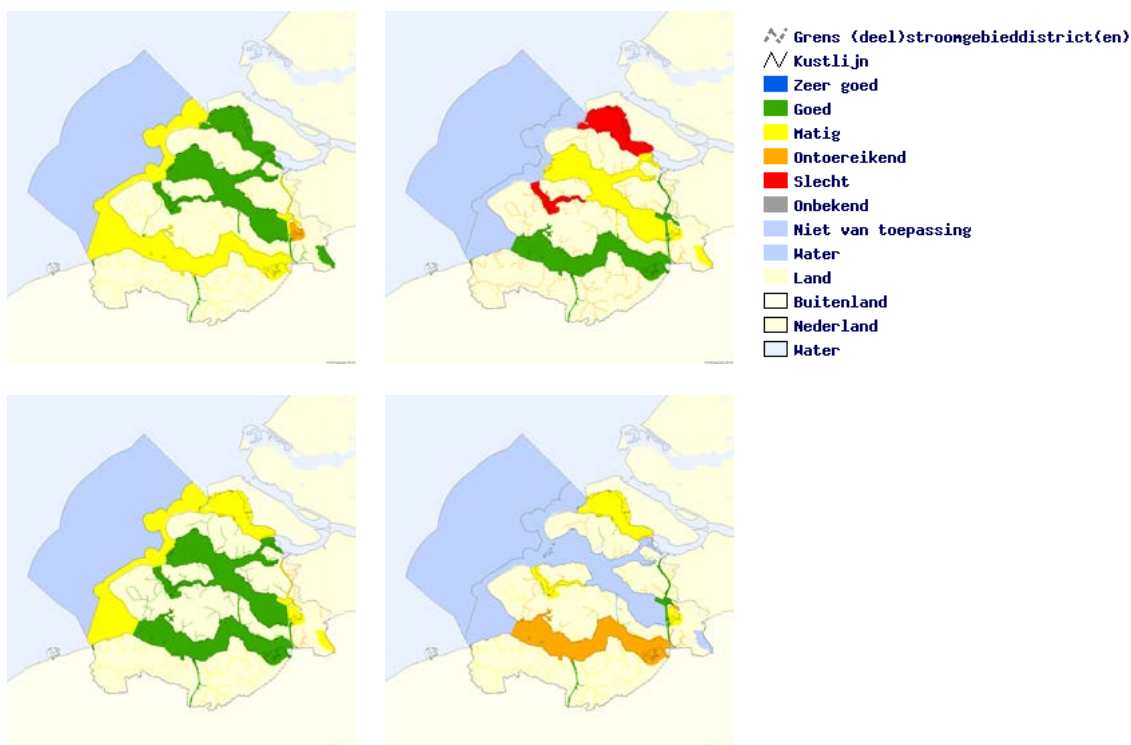 Grens (deel)stroomgebieddistrict(en)
Kustlijn
Zeer goed
Goed
Matig
Ontoereikend
Slecht
Onbekend
Niet van toepassing
Water
Land
Buitenland
Nederland
Water